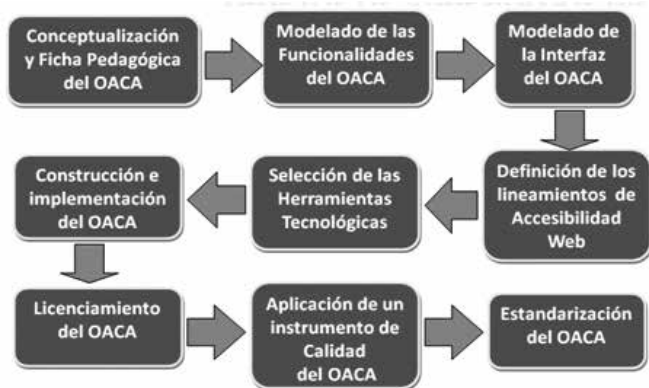 Conceptualización
y Ficha Pedagógica
del OACA
Modelado de las
Funcionalidades
del OACA
Modelado de
la Interfaz
del OACA
Definición de los
lineamientos de
Accesibilidad
Web
Selección de las
Herramientas
Tecnológicas
Construcción e
implementación
del OACA
Licenciamiento
del OACA
Aplicación de un
instrumento de
Calidad
del OACA
Estandarización
del OACA